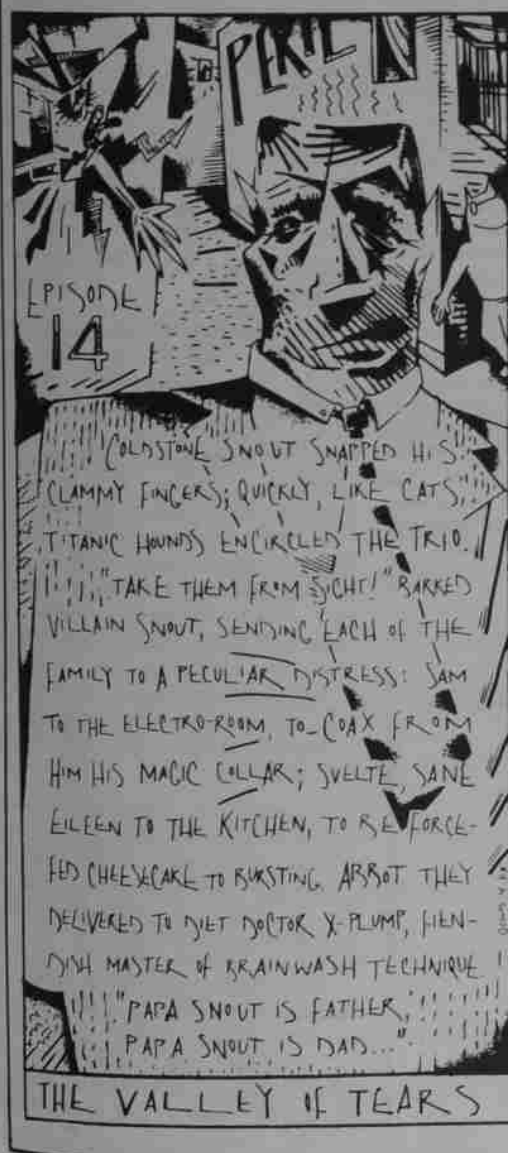 PERIL
EPISODE
14
COLDSTONE SNOUT SNAPPED HIS
CLAMMY FINGERS; QUICKLY, LIKE CATS,
TITANIC HOUNDS ENCIRCLED THE TRIO.
"TAKE THEM FROM SIGHT!" BARKED
VILLAIN SNOUT, SENDING EACH OF THE
FAMILY TO A PECULIAR DISTRESS: SAM
TO THE ELECTRO-ROOM, TO COAX FROM
HIM HIS MAGIC COLLAR; SVELTE, SANE
EILEEN TO THE KITCHEN, TO BE FORCE-
FED CHEESECAKE TO BURSTING. ABBOT THEY
DELIVERED TO DIET DOCTOR X-PLUMP, FIEN-
DISH MASTER OF BRAINWASH TECHNIQUE
"PAPA SNOUT IS FATHER,
PAPA SNOUT IS DAD..."
THE VALLEY OF TEARS